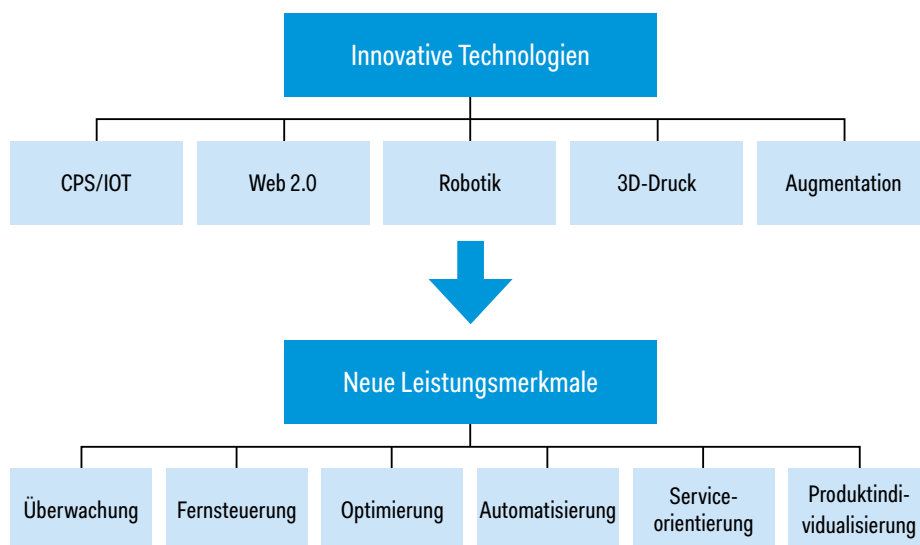 Innovative Technologien
CPS/IOT
Web 2.0
Robotik
3D-Druck
Augmentation
Neue Leistungsmerkmale
Überwachung
Fernsteuerung
Optimierung
Automatisierung
Service-
orientierung
Produktindi-
vidualisierung